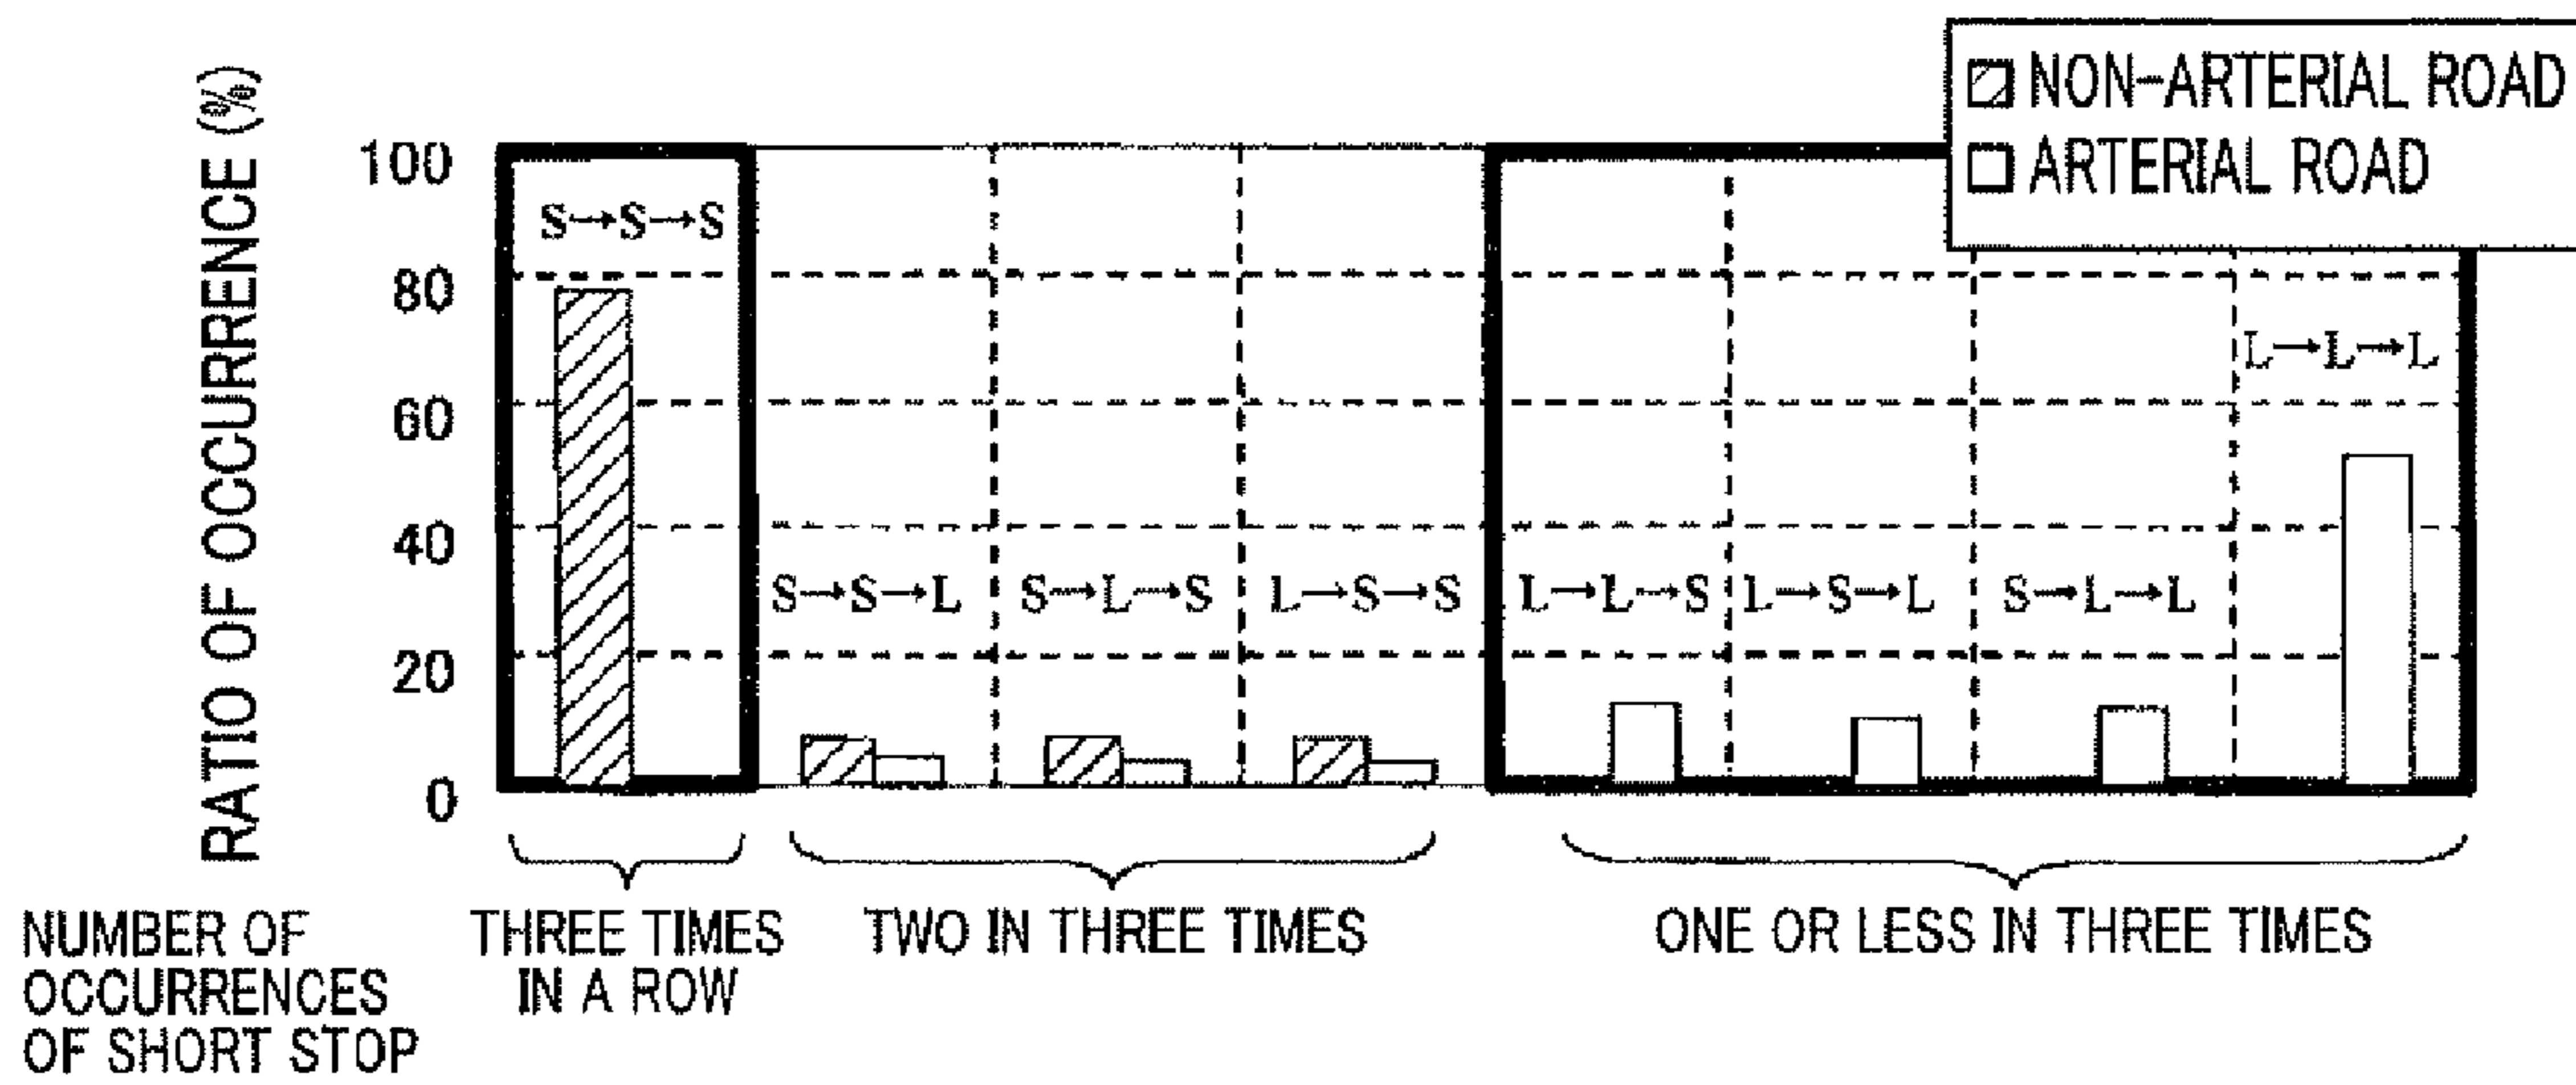 NON-ARTERIAL ROAD
ARTERIAL ROAD
RATIO OF OCCURRENCE (%)
100
80
60
40
20
0
S→S→S
S→S→L
S→L→S
L→S→S
L→L→S
L→S→L
S→L→L
L→L→L
NUMBER OF
OCCURRENCES
OF SHORT STOP
THREE TIMES
IN A ROW
TWO IN THREE TIMES
ONE OR LESS IN THREE TIMES